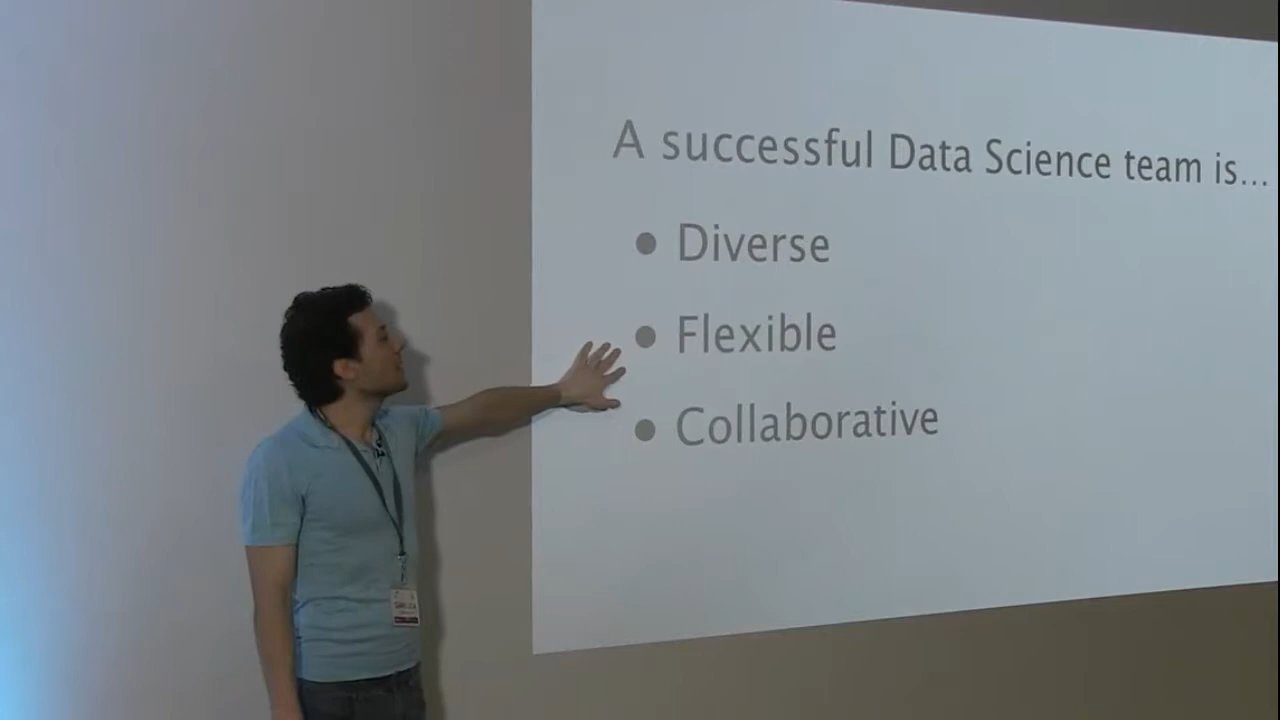 A successful Data Science team is...
• Diverse
• Flexible
• Collaborative